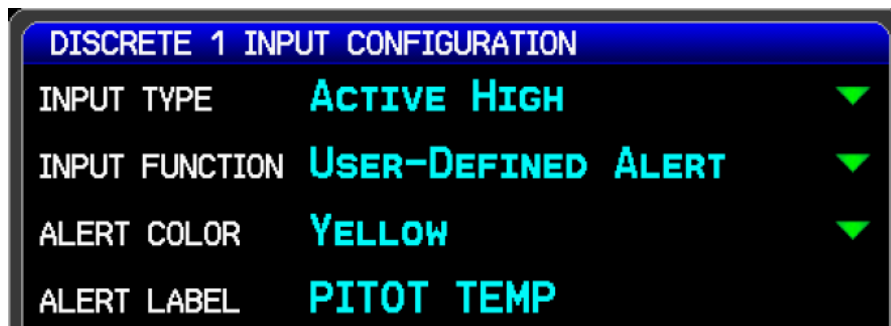 DISCRETE 1 INPUT CONFIGURATION
INPUT TYPE ACTIVE HIGH
INPUT FUNCTION USER-DEFINED ALERT
ALERT COLOR YELLOW
ALERT LABEL PITOT TEMP